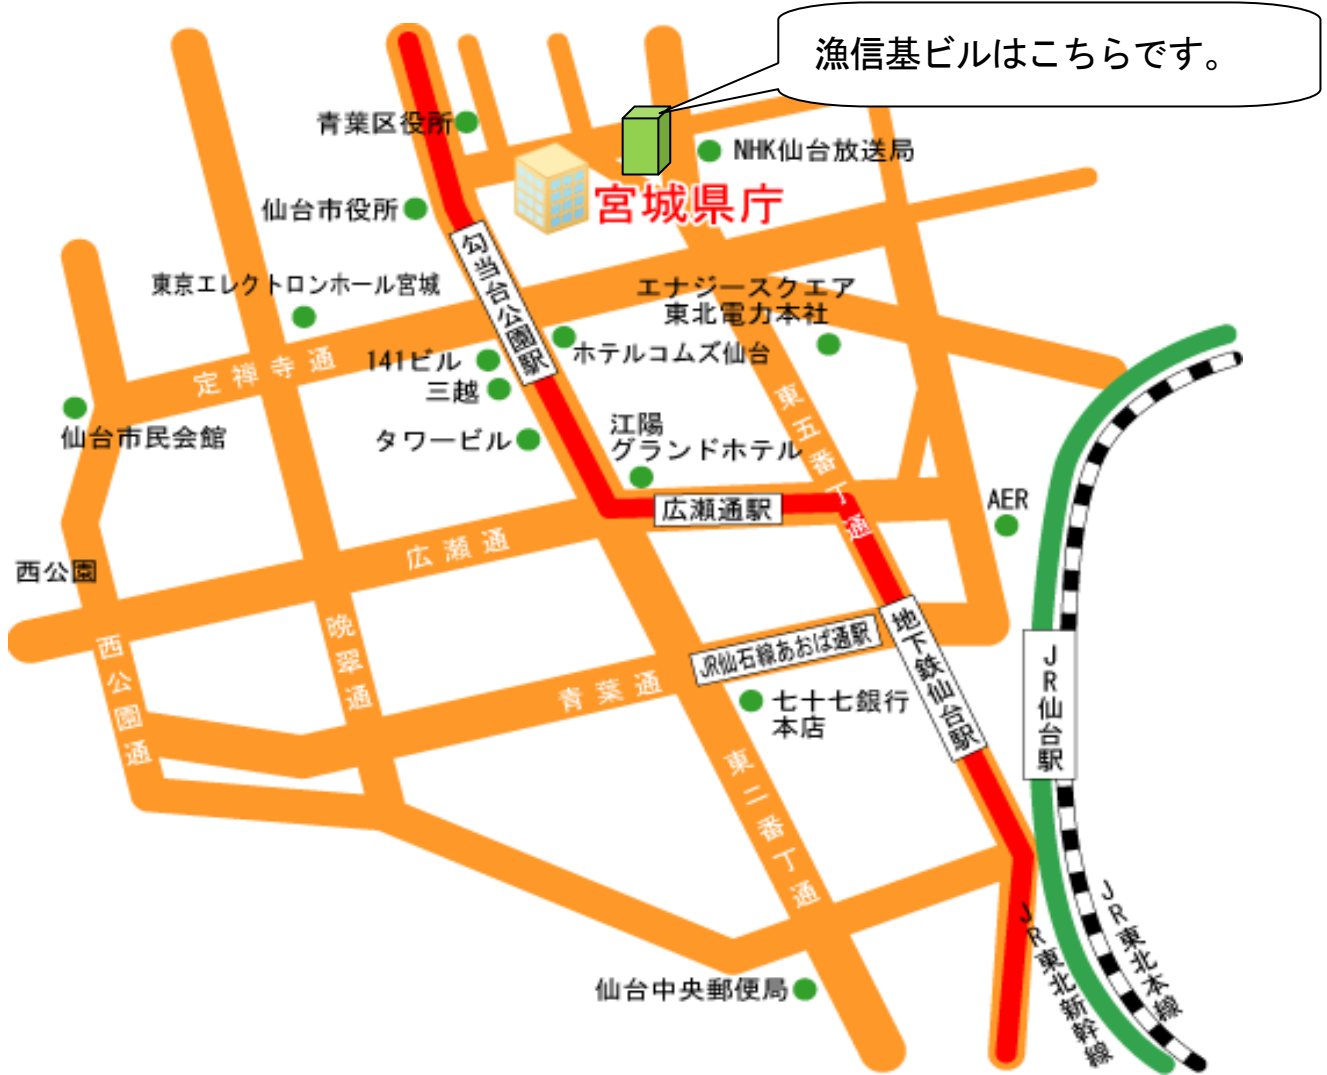 漁信基ビルはこちらです。
青葉区役所
NHK仙台放送局
宮城県庁
仙台市役所
勾当台公園駅
東京エレクトロンホール宮城
エナジースクエア
東北電力本社
定禅寺通
141ビル
ホテルコムズ仙台
三越
仙台市民会館
タワービル
江陽
グランドホテル
東五番丁通
広瀬通駅
AER
広瀬通
西公園
西公園通
晩翠通
JR仙石線あおば通駅
地下鉄仙台駅
JR仙台駅
青葉通
七十七銀行
本店
東二番丁通
仙台中央郵便局
JR東北新幹線
JR東北本線